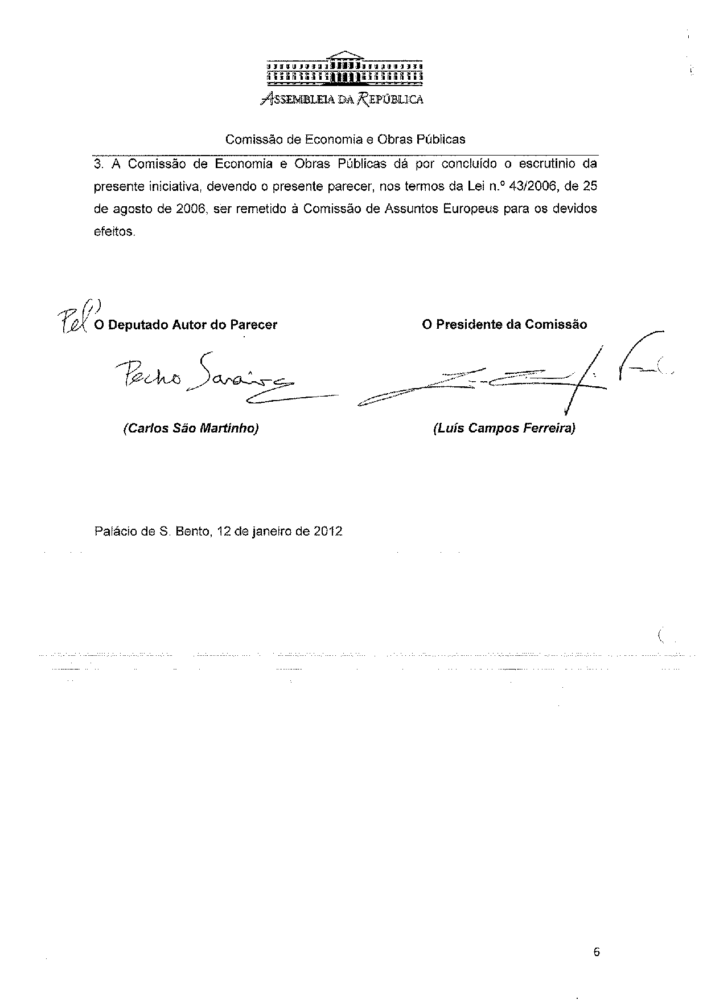 ASSEMBLEIA DA REPÚBLICA
Comissão de Economia e Obras Públicas
3. A Comissão de Economia e Obras Públicas dá por concluído o escrutinio da
presente iniciativa, devendo o presente parecer, nos termos da Lei n.º 43/2006, de 25
de agosto de 2006, ser remetido à Comissão de Assuntos Europeus para os devidos
efeitos.
Pel' O Deputado Autor do Parecer
O Presidente da Comissão
Pedro Saraiva
(Carlos São Martinho)
(Luís Campos Ferreira)
Palácio de S. Bento, 12 de janeiro de 2012
6